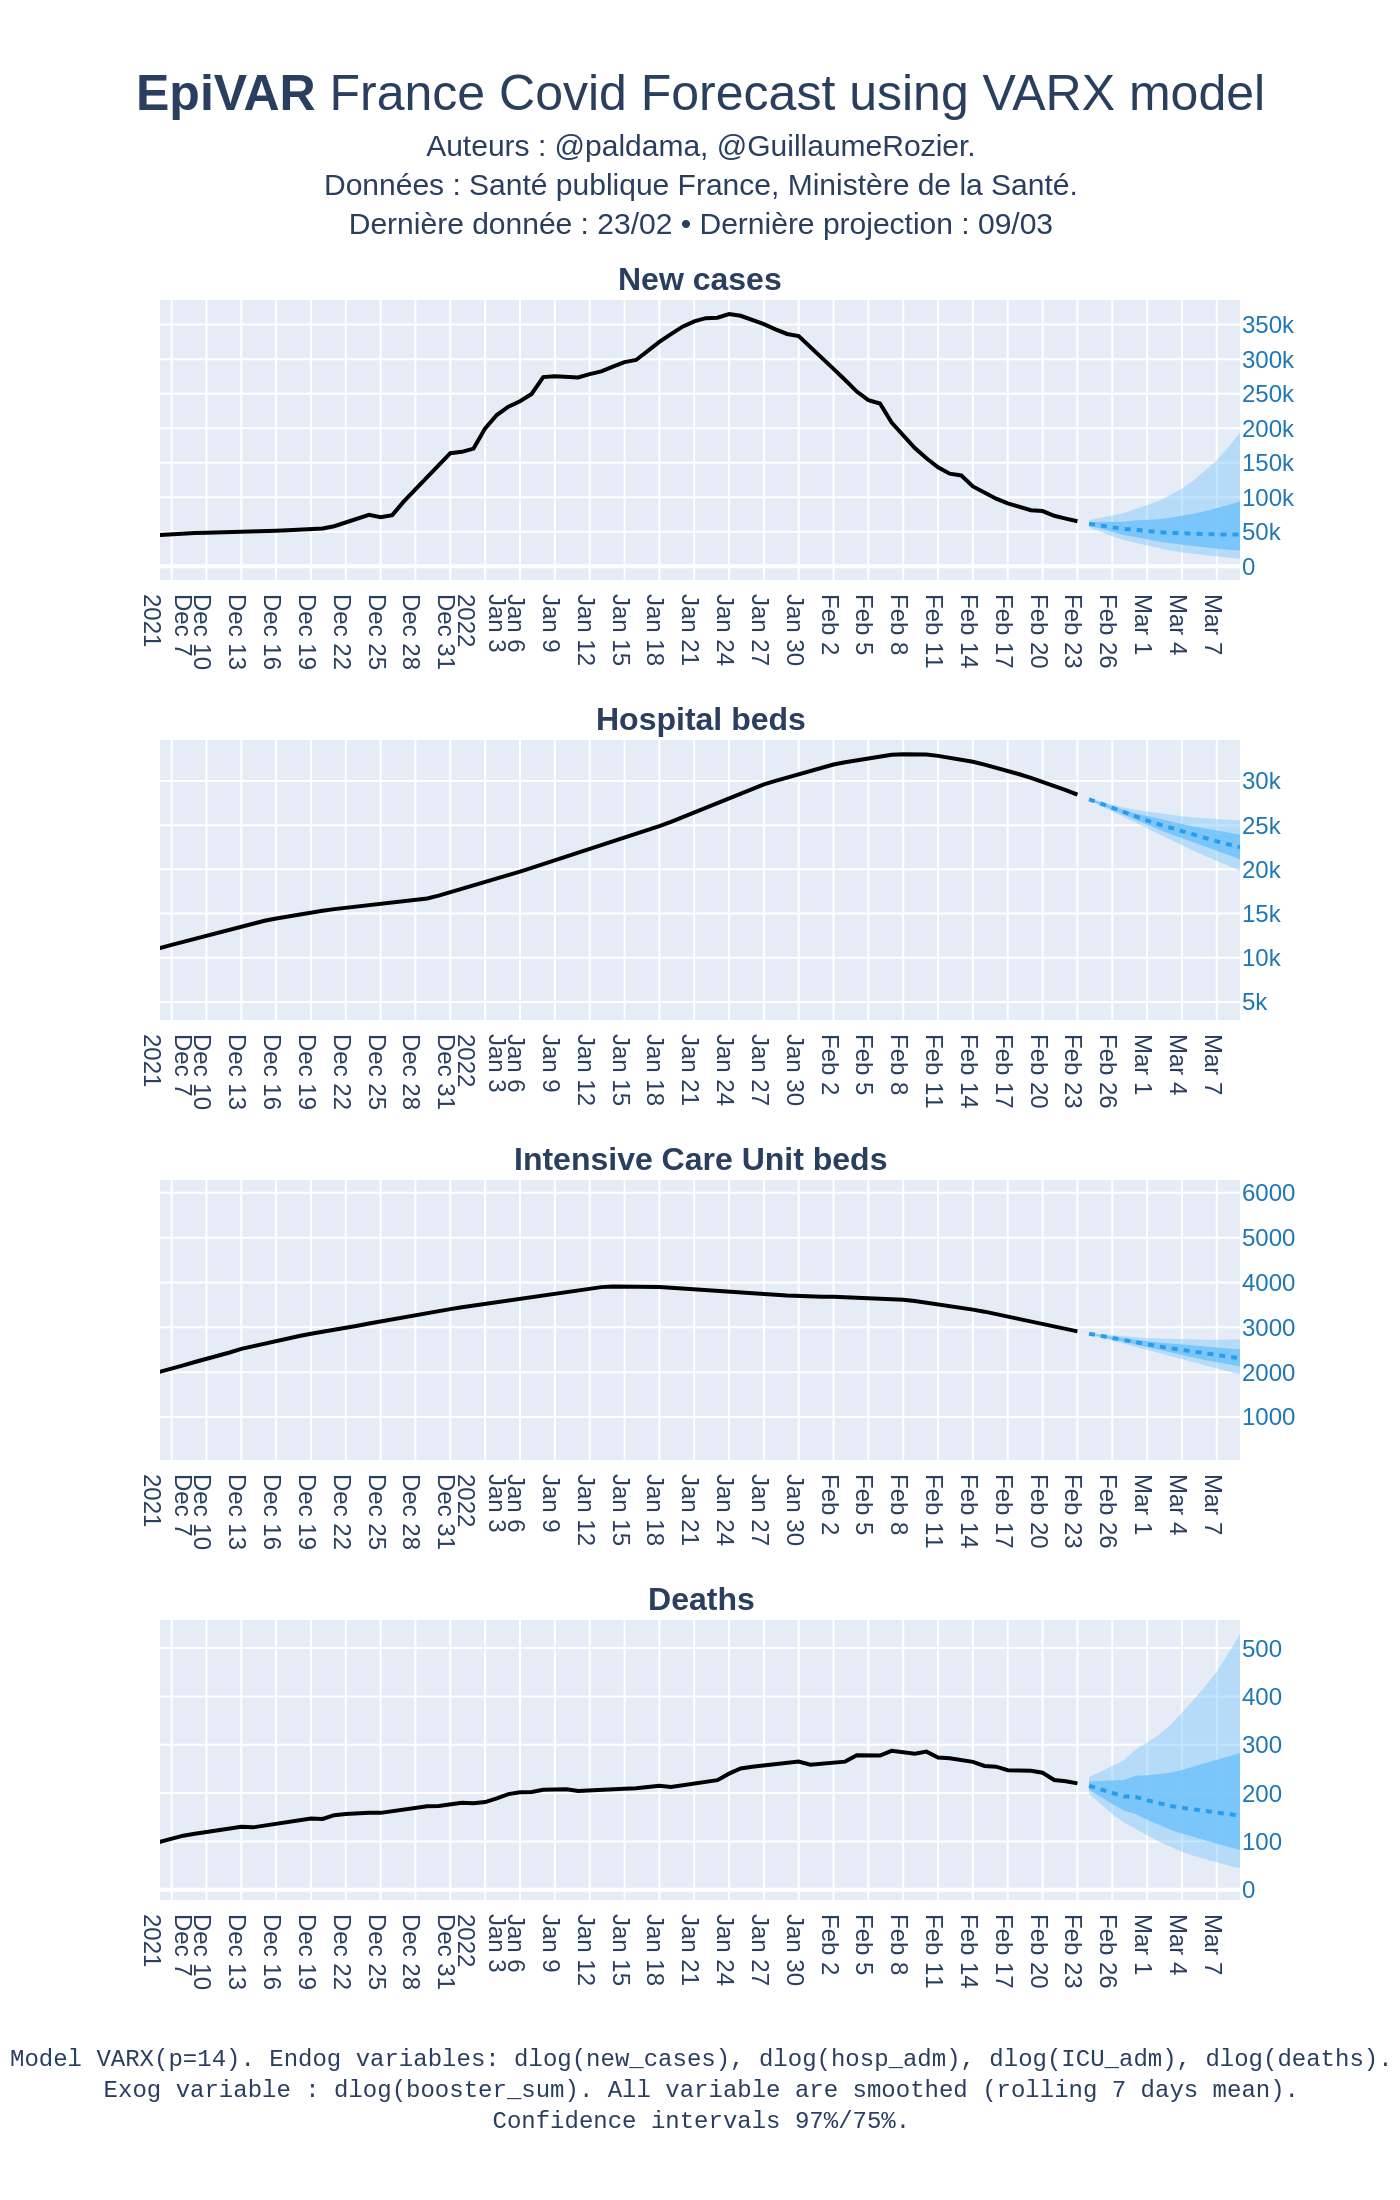 EpiVAR France Covid Forecast using VARX model
Auteurs : @paldama, @GuillaumeRozier.
Données : Santé publique France, Ministère de la Santé.
Dernière donnée : 23/02 • Dernière projection : 09/03
New cases
350k
300k
250k
200k
150k
100k
50k
0
2021 Dec 7 Dec 10 Dec 13 Dec 16 Dec 19 Dec 22 Dec 25 Dec 28 Dec 31 2022 Jan 3 Jan 6 Jan 9 Jan 12 Jan 15 Jan 18 Jan 21 Jan 24 Jan 27 Jan 30 Feb 2 Feb 5 Feb 8 Feb 11 Feb 14 Feb 17 Feb 20 Feb 23 Feb 26 Mar 1 Mar 4 Mar 7
Hospital beds
30k
25k
20k
15k
10k
5k
2021 Dec 7 Dec 10 Dec 13 Dec 16 Dec 19 Dec 22 Dec 25 Dec 28 Dec 31 2022 Jan 3 Jan 6 Jan 9 Jan 12 Jan 15 Jan 18 Jan 21 Jan 24 Jan 27 Jan 30 Feb 2 Feb 5 Feb 8 Feb 11 Feb 14 Feb 17 Feb 20 Feb 23 Feb 26 Mar 1 Mar 4 Mar 7
Intensive Care Unit beds
6000
5000
4000
3000
2000
1000
2021 Dec 7 Dec 10 Dec 13 Dec 16 Dec 19 Dec 22 Dec 25 Dec 28 Dec 31 2022 Jan 3 Jan 6 Jan 9 Jan 12 Jan 15 Jan 18 Jan 21 Jan 24 Jan 27 Jan 30 Feb 2 Feb 5 Feb 8 Feb 11 Feb 14 Feb 17 Feb 20 Feb 23 Feb 26 Mar 1 Mar 4 Mar 7
Deaths
500
400
300
200
100
0
2021 Dec 7 Dec 10 Dec 13 Dec 16 Dec 19 Dec 22 Dec 25 Dec 28 Dec 31 2022 Jan 3 Jan 6 Jan 9 Jan 12 Jan 15 Jan 18 Jan 21 Jan 24 Jan 27 Jan 30 Feb 2 Feb 5 Feb 8 Feb 11 Feb 14 Feb 17 Feb 20 Feb 23 Feb 26 Mar 1 Mar 4 Mar 7
Model VARX(p=14). Endog variables: dlog(new_cases), dlog(hosp_adm), dlog(ICU_adm), dlog(deaths).
Exog variable : dlog(booster_sum). All variable are smoothed (rolling 7 days mean).
Confidence intervals 97%/75%.